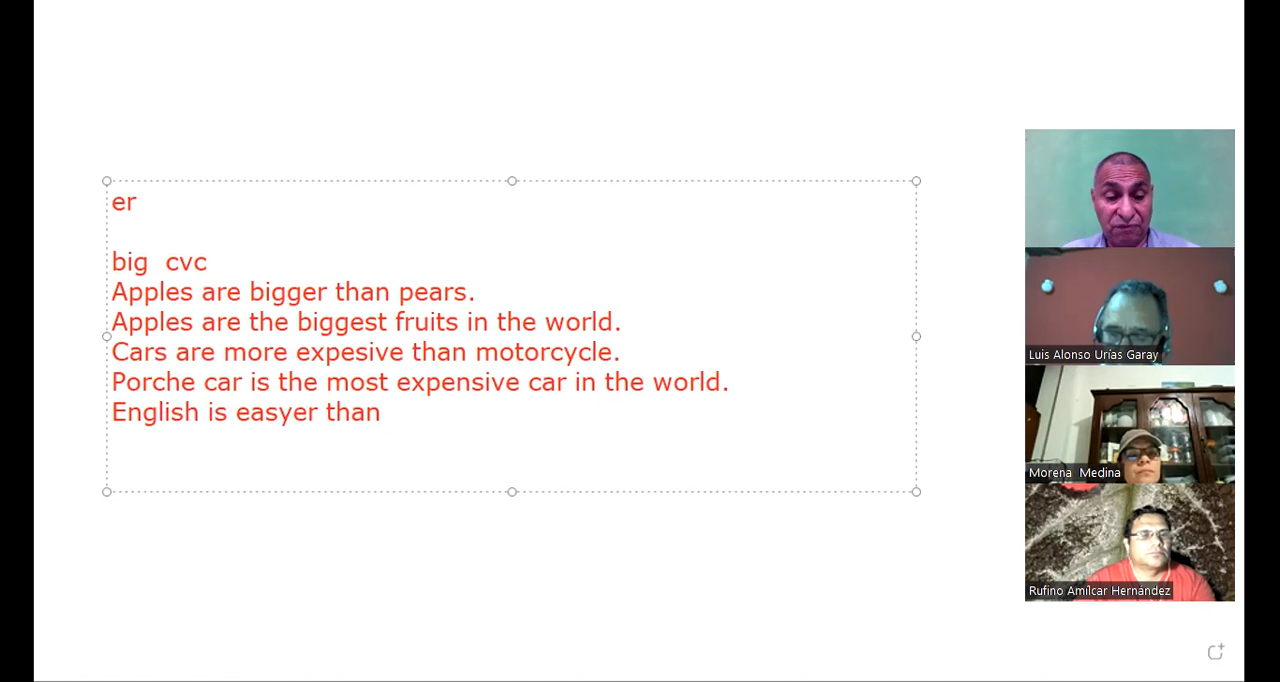 er
big cvc
Apples are bigger than pears.
Apples are the biggest fruits in the world.
Cars are more expesive than motorcycle.
Porche car is the most expensive car in the world.
English is easyer than
Luis Alonso Urías Garay
Morena Medina
Rufino Amílcar Hernández